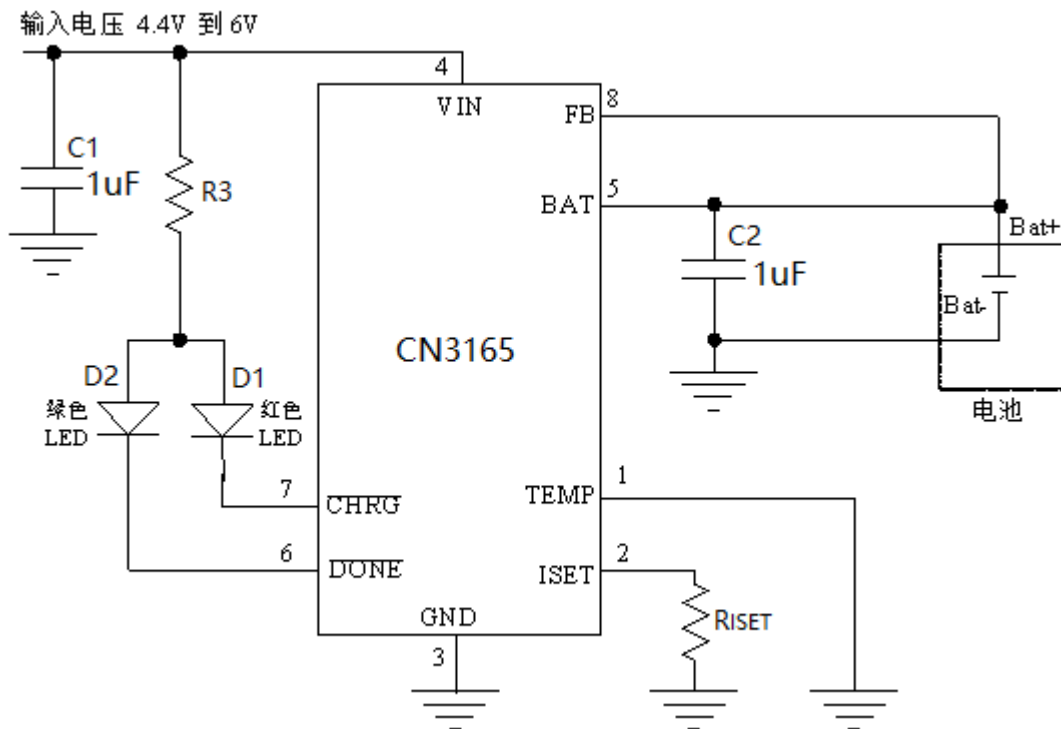 输入电压 4.4V 到 6V
4
VIN
8
FB
C1
1uF
R3
5
BAT
C2
1uF
Bat+
Bat-
CN3165
D2
D1
绿色
LED
红色
LED
电池
7
CHRG
TEMP
1
6
DONE
ISET
2
GND
3
RISET